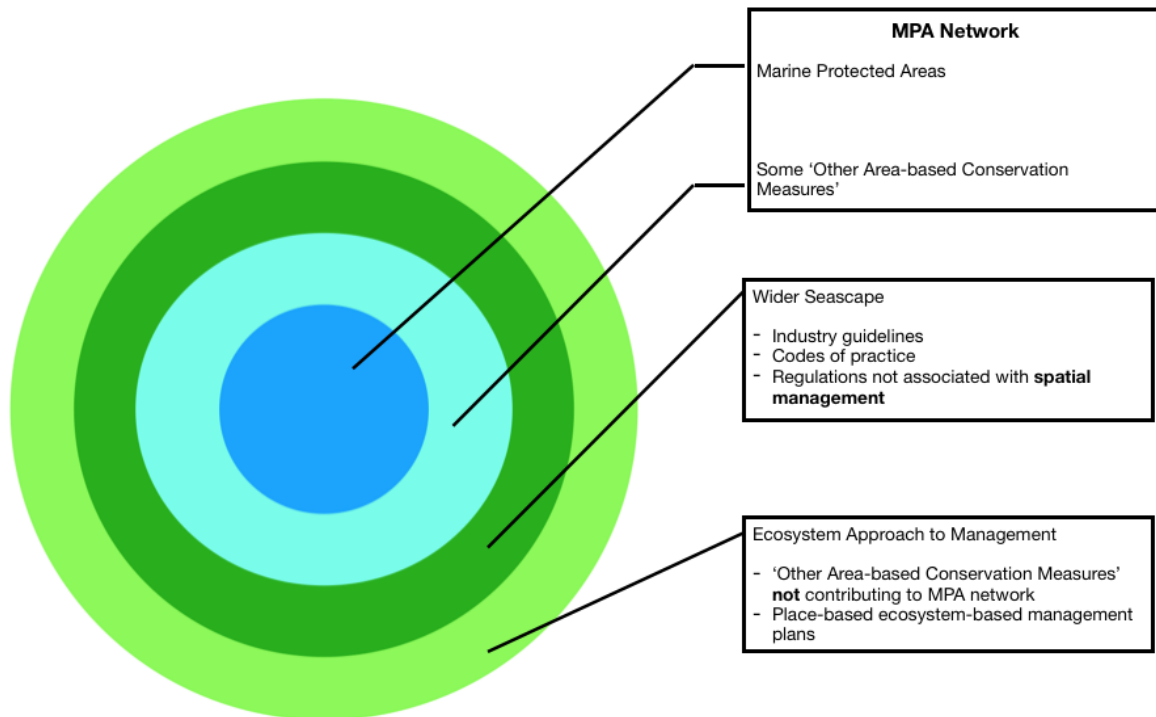 MPA Network
Marine Protected Areas
Some ‘Other Area-based Conservation
Measures’
Wider Seascape
- Industry guidelines
- Codes of practice
- Regulations not associated with spatial
management
Ecosystem Approach to Management
- ‘Other Area-based Conservation Measures’
not contributing to MPA network
- Place-based ecosystem-based management
plans